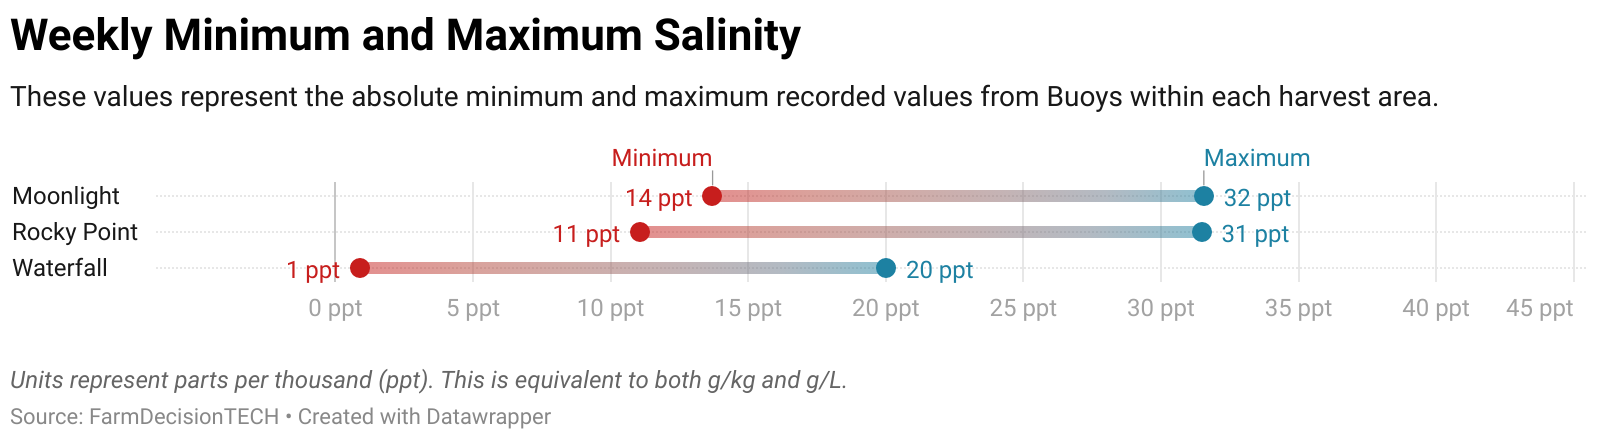 Weekly Minimum and Maximum Salinity
These values represent the absolute minimum and maximum recorded values from Buoys within each harvest area.
Minimum Maximum
Moonlight 14 ppt 32 ppt
Rocky Point 11 ppt 31 ppt
Waterfall 1 ppt 20 ppt
0 ppt 5 ppt 10 ppt 15 ppt 20 ppt 25 ppt 30 ppt 35 ppt 40 ppt 45 ppt
Units represent parts per thousand (ppt). This is equivalent to both g/kg and g/L.
Source: FarmDecisionTECH • Created with Datawrapper